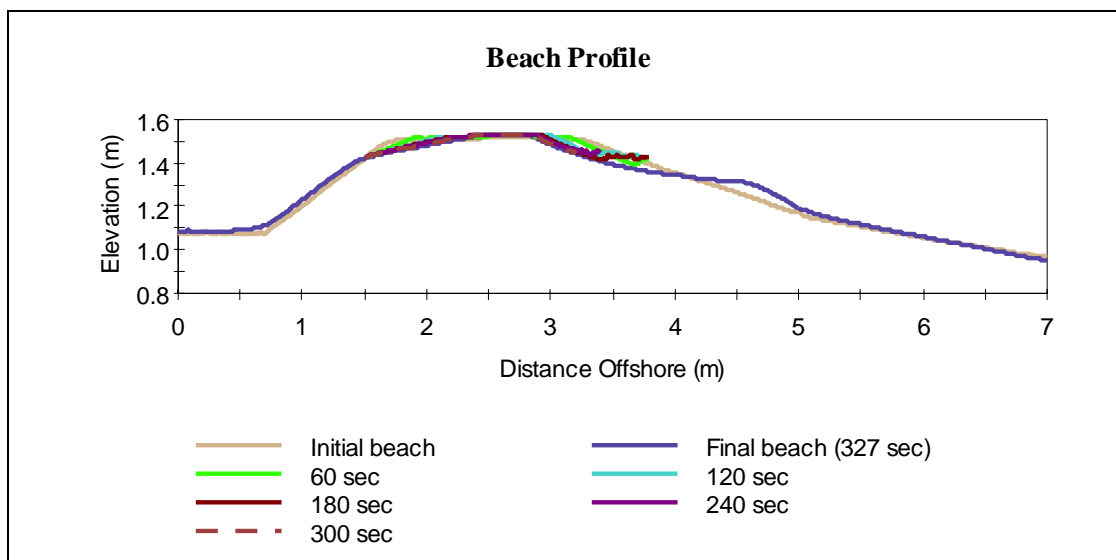 Beach Profile
1.6
1.4
1.2
1.0
0.8
Elevation (m)
0 1 2 3 4 5 6 7
Distance Offshore (m)
Initial beach Final beach (327 sec)
60 sec 120 sec
180 sec 240 sec
300 sec